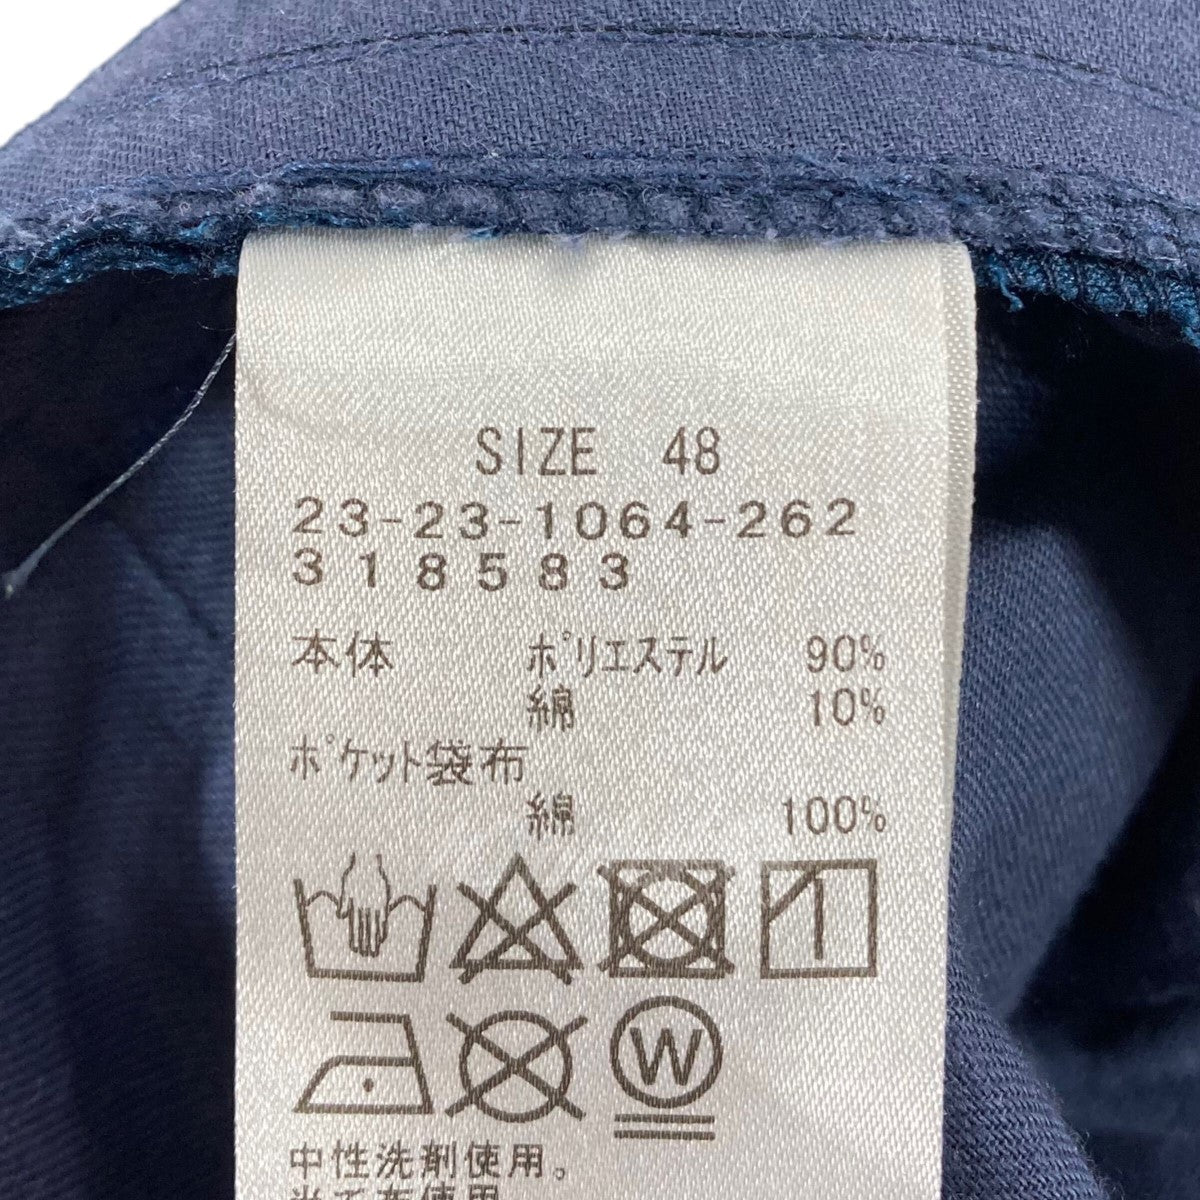 SIZE 48
23-23-1064-262
318583
本体 ポリエステル 90%
綿 10%
ポケット袋布
綿 100%
W
中性洗剤使用。